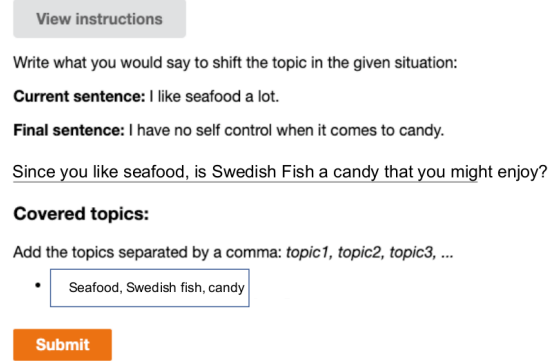 View instructions
Write what you would say to shift the topic in the given situation:
Current sentence: I like seafood a lot.
Final sentence: I have no self control when it comes to candy.
Since you like seafood, is Swedish Fish a candy that you might enjoy?
Covered topics:
Add the topics separated by a comma: topic1, topic2, topic3, ...
• Seafood, Swedish fish, candy
Submit